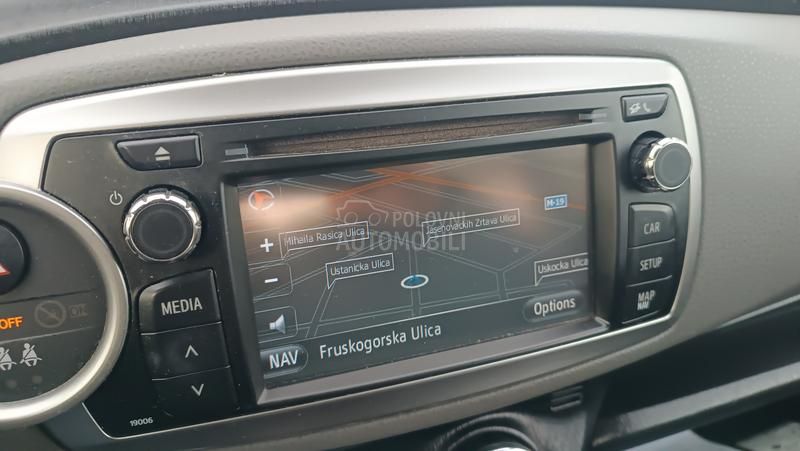 M-19
POLOVNI
AUTOMOBILI
Mihaila Rasica Ulica
Jasenovackih Zrtava Ulica
Ustanicka Ulica
Uskocka Ulica
+
-
Options
NAV
Fruskogorska Ulica
MEDIA
CAR
SETUP
MAP
NAV
OFF
OK
19006